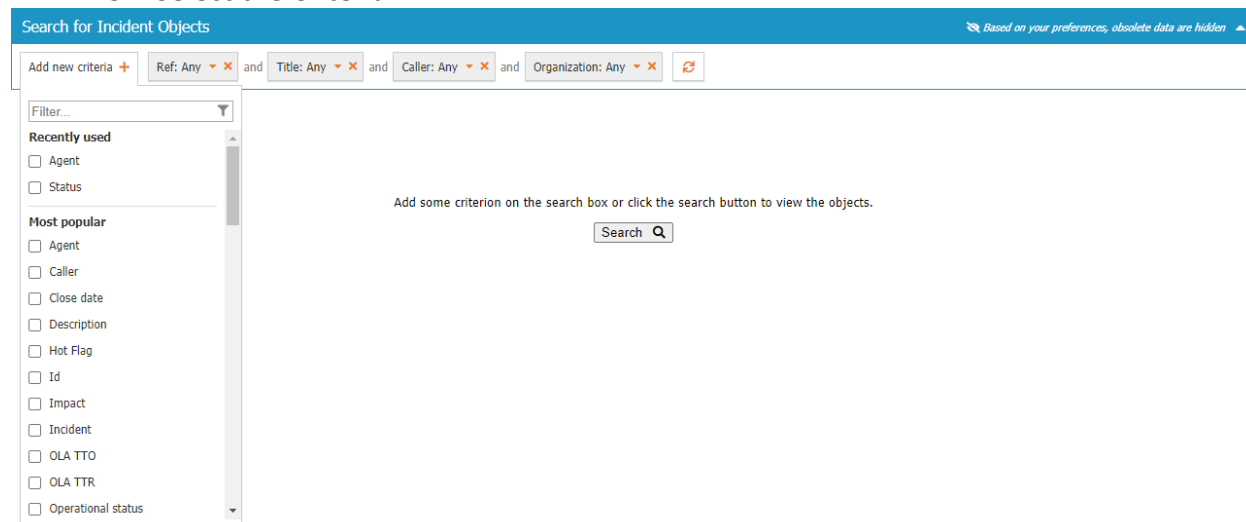 Search for Incident Objects
Based on your preferences, obsolete data are hidden
Add new criteria
Ref: Any and Title: Any and Caller: Any and Organization: Any
Filter...
Recently used
Agent
Status
Add some criterion on the search box or click the search button to view the objects.
Search
Most popular
Agent
Caller
Close date
Description
Hot Flag
Id
Impact
Incident
OLA TTO
OLA TTR
Operational status